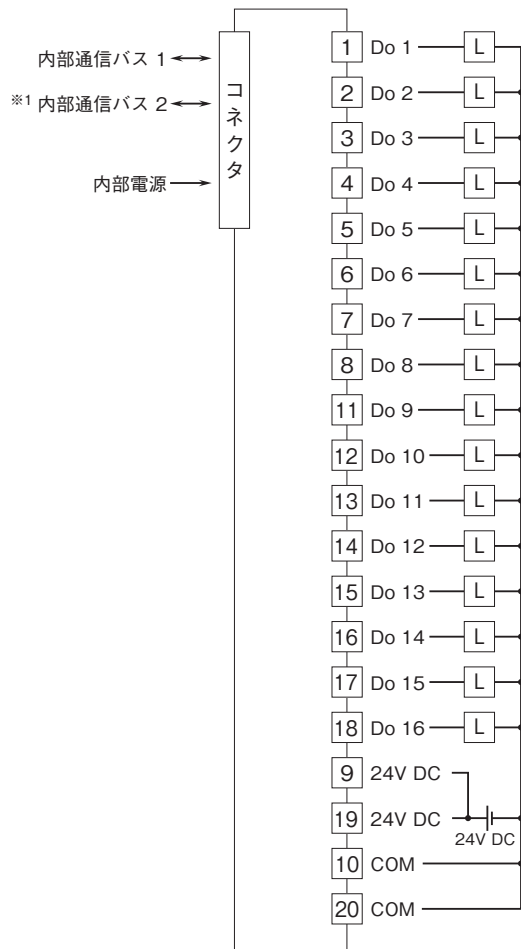 内部通信バス 1
※1 内部通信バス 2
内部電源
コネクタ
1 Do 1 L
2 Do 2 L
3 Do 3 L
4 Do 4 L
5 Do 5 L
6 Do 6 L
7 Do 7 L
8 Do 8 L
11 Do 9 L
12 Do 10 L
13 Do 11 L
14 Do 12 L
15 Do 13 L
16 Do 14 L
17 Do 15 L
18 Do 16 L
9 24V DC
19 24V DC
24V DC
10 COM
20 COM